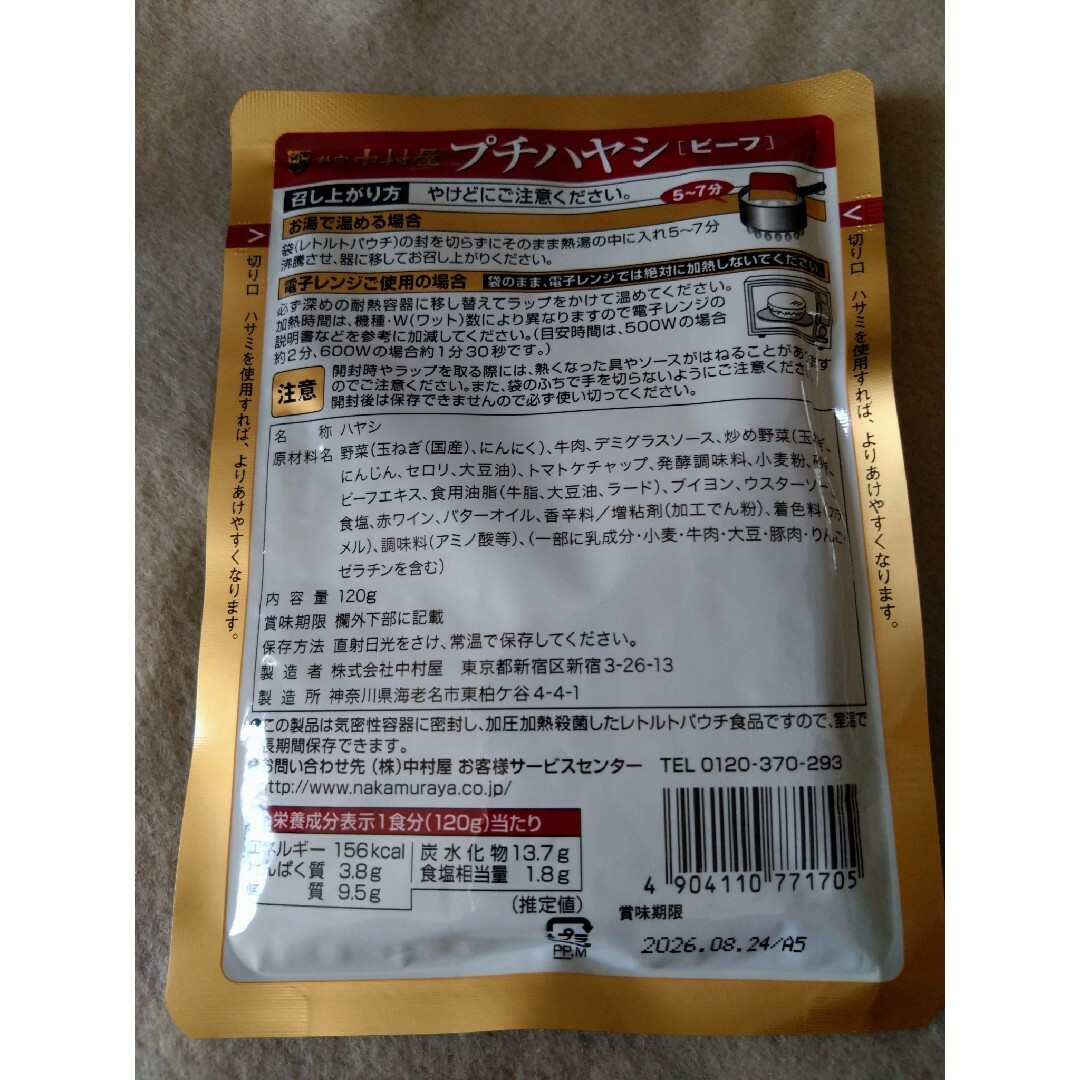 新宿 中村屋 プチハヤシ [ビーフ]
召し上がり方 やけどにご注意ください。
5~7分
お湯で温める場合
袋(レトルトパウチ)の封を切らずにそのまま熱湯の中に入れ5~7分
沸騰させ、器に移してお召し上がりください。
電子レンジご使用の場合 袋のまま、電子レンジでは絶対に加熱しないでください
必ず深めの耐熱容器に移し替えてラップをかけて温めてください。
加熱時間は、機種・W(ワット)数により異なりますので電子レンジの
説明書などを参考に加減してください。(目安時間は、500Wの場合
約2分、600Wの場合約1分30秒です。)
注意
開封時やラップを取る際には、熱くなった具やソースがはねることがあります
のでご注意ください。また、袋のふちで手を切らないようにご注意ください。
開封後は保存できませんので必ず使い切ってください。
名称 ハヤシ
原材料名 野菜(玉ねぎ(国産)、にんにく)、牛肉、デミグラスソース、炒め野菜(玉ねぎ、
にんじん、セロリ、大豆油)、トマトケチャップ、発酵調味料、小麦粉、
ビーフエキス、食用油脂(牛脂、大豆油、ラード)、ブイヨン、ウスターソー
食塩、赤ワイン、バターオイル、香辛料/増粘剤(加工でん粉)、着色料(カラ
メル)、調味料(アミノ酸等)、(一部に乳成分・小麦・牛肉・大豆・豚肉・りんご・
ゼラチンを含む)
内容量 120g
賞味期限 欄外下部に記載
保存方法 直射日光をさけ、常温で保存してください。
製造者 株式会社中村屋 東京都新宿区新宿3-26-13
製造所 神奈川県海老名市東柏ケ谷4-4-1
●この製品は気密性容器に密封し、加圧加熱殺菌したレトルトパウチ食品ですので、室温で
長期間保存できます。
●お問い合わせ先 (株)中村屋 お客様サービスセンター TEL 0120-370-293
http://www.nakamuraya.co.jp/
栄養成分表示1食分(120g)当たり
エネルギー 156kcal 炭水化物 13.7g
たんぱく質 3.8g 食塩相当量 1.8g
脂質 9.5g
(推定値)
PP,M
4 904110 771705
賞味期限
2026.08.24/A5
切り口 ハサミを使用すれば、よりあけやすくなります。
切り口 ハサミを使用すれば、よりあけやすくなります。